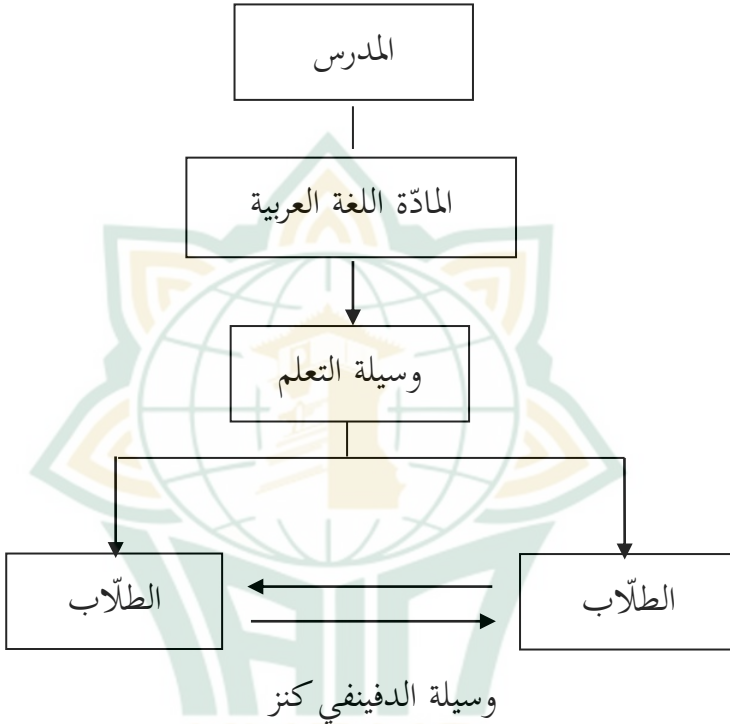 المدرس
المادّة اللغة العربية
وسيلة التعلم
الطلّاب
الطلّاب
وسيلة الدفينفي كنز